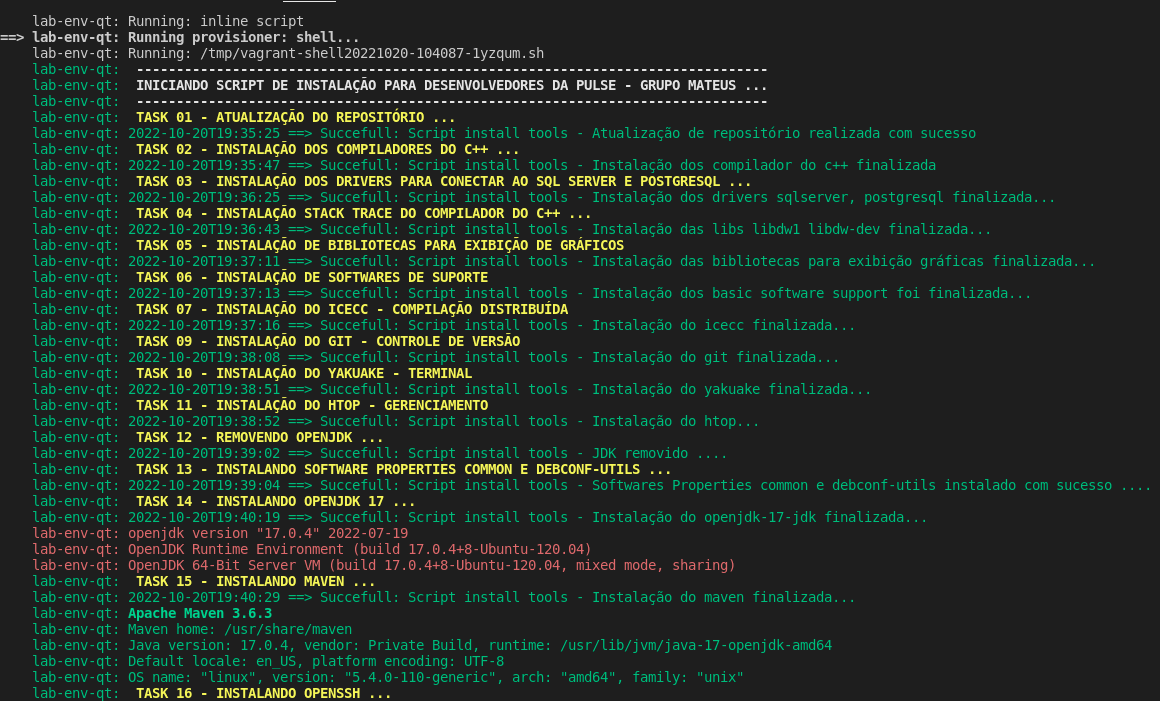 lab-env-qt: Running: inline script
==> lab-env-qt: Running provisioner: shell...
lab-env-qt: Running: /tmp/vagrant-shell20221020-104087-1yzqum.sh
lab-env-qt: -------------------------------------------------------------------------------
lab-env-qt: INICIANDO SCRIPT DE INSTALAÇÃO PARA DESENVOLVEDORES DA PULSE - GRUPO MATEUS ...
lab-env-qt: -------------------------------------------------------------------------------
lab-env-qt: TASK 01 - ATUALIZAÇÃO DO REPOSITÓRIO ...
lab-env-qt: 2022-10-20T19:35:25 ==> Succefull: Script install tools - Atualização de repositório realizada com sucesso
lab-env-qt: TASK 02 - INSTALAÇÃO DOS COMPILADORES DO C++ ...
lab-env-qt: 2022-10-20T19:35:47 ==> Succefull: Script install tools - Instalação dos compilador do c++ finalizada
lab-env-qt: TASK 03 - INSTALAÇÃO DOS DRIVERS PARA CONECTAR AO SQL SERVER E POSTGRESQL ...
lab-env-qt: 2022-10-20T19:36:25 ==> Succefull: Script install tools - Instalação dos drivers sqlserver, postgresql finalizada...
lab-env-qt: TASK 04 - INSTALAÇÃO STACK TRACE DO COMPILADOR DO C++ ...
lab-env-qt: 2022-10-20T19:36:43 ==> Succefull: Script install tools - Instalação das libs libdw1 libdw-dev finalizada...
lab-env-qt: TASK 05 - INSTALAÇÃO DE BIBLIOTECAS PARA EXIBIÇÃO DE GRÁFICOS
lab-env-qt: 2022-10-20T19:37:11 ==> Succefull: Script install tools - Instalação das bibliotecas para exibição gráficas finalizada...
lab-env-qt: TASK 06 - INSTALAÇÃO DE SOFTWARES DE SUPORTE
lab-env-qt: 2022-10-20T19:37:13 ==> Succefull: Script install tools - Instalação dos basic software support foi finalizada...
lab-env-qt: TASK 07 - INSTALAÇÃO DO ICECC - COMPILAÇÃO DISTRIBUÍDA
lab-env-qt: 2022-10-20T19:37:16 ==> Succefull: Script install tools - Instalação do icecc finalizada...
lab-env-qt: TASK 09 - INSTALAÇÃO DO GIT - CONTROLE DE VERSÃO
lab-env-qt: 2022-10-20T19:38:08 ==> Succefull: Script install tools - Instalação do git finalizada...
lab-env-qt: TASK 10 - INSTALAÇÃO DO YAKUAKE - TERMINAL
lab-env-qt: 2022-10-20T19:38:51 ==> Succefull: Script install tools - Instalação do yakuake finalizada...
lab-env-qt: TASK 11 - INSTALAÇÃO DO HTOP - GERENCIAMENTO
lab-env-qt: 2022-10-20T19:38:52 ==> Succefull: Script install tools - Instalação do htop...
lab-env-qt: TASK 12 - REMOVENDO OPENJDK ...
lab-env-qt: 2022-10-20T19:39:02 ==> Succefull: Script install tools - JDK removido ....
lab-env-qt: TASK 13 - INSTALANDO SOFTWARE PROPERTIES COMMON E DEBCONF-UTILS ...
lab-env-qt: 2022-10-20T19:39:04 ==> Succefull: Script install tools - Softwares Properties common e debconf-utils instalado com sucesso ....
lab-env-qt: TASK 14 - INSTALANDO OPENJDK 17 ...
lab-env-qt: 2022-10-20T19:40:19 ==> Succefull: Script install tools - Instalação do openjdk-17-jdk finalizada...
lab-env-qt: openjdk version "17.0.4" 2022-07-19
lab-env-qt: OpenJDK Runtime Environment (build 17.0.4+8-Ubuntu-120.04)
lab-env-qt: OpenJDK 64-Bit Server VM (build 17.0.4+8-Ubuntu-120.04, mixed mode, sharing)
lab-env-qt: TASK 15 - INSTALANDO MAVEN ...
lab-env-qt: 2022-10-20T19:40:29 ==> Succefull: Script install tools - Instalação do maven finalizada...
lab-env-qt: Apache Maven 3.6.3
lab-env-qt: Maven home: /usr/share/maven
lab-env-qt: Java version: 17.0.4, vendor: Private Build, runtime: /usr/lib/jvm/java-17-openjdk-amd64
lab-env-qt: Default locale: en_US, platform encoding: UTF-8
lab-env-qt: OS name: "linux", version: "5.4.0-110-generic", arch: "amd64", family: "unix"
lab-env-qt: TASK 16 - INSTALANDO OPENSSH ...